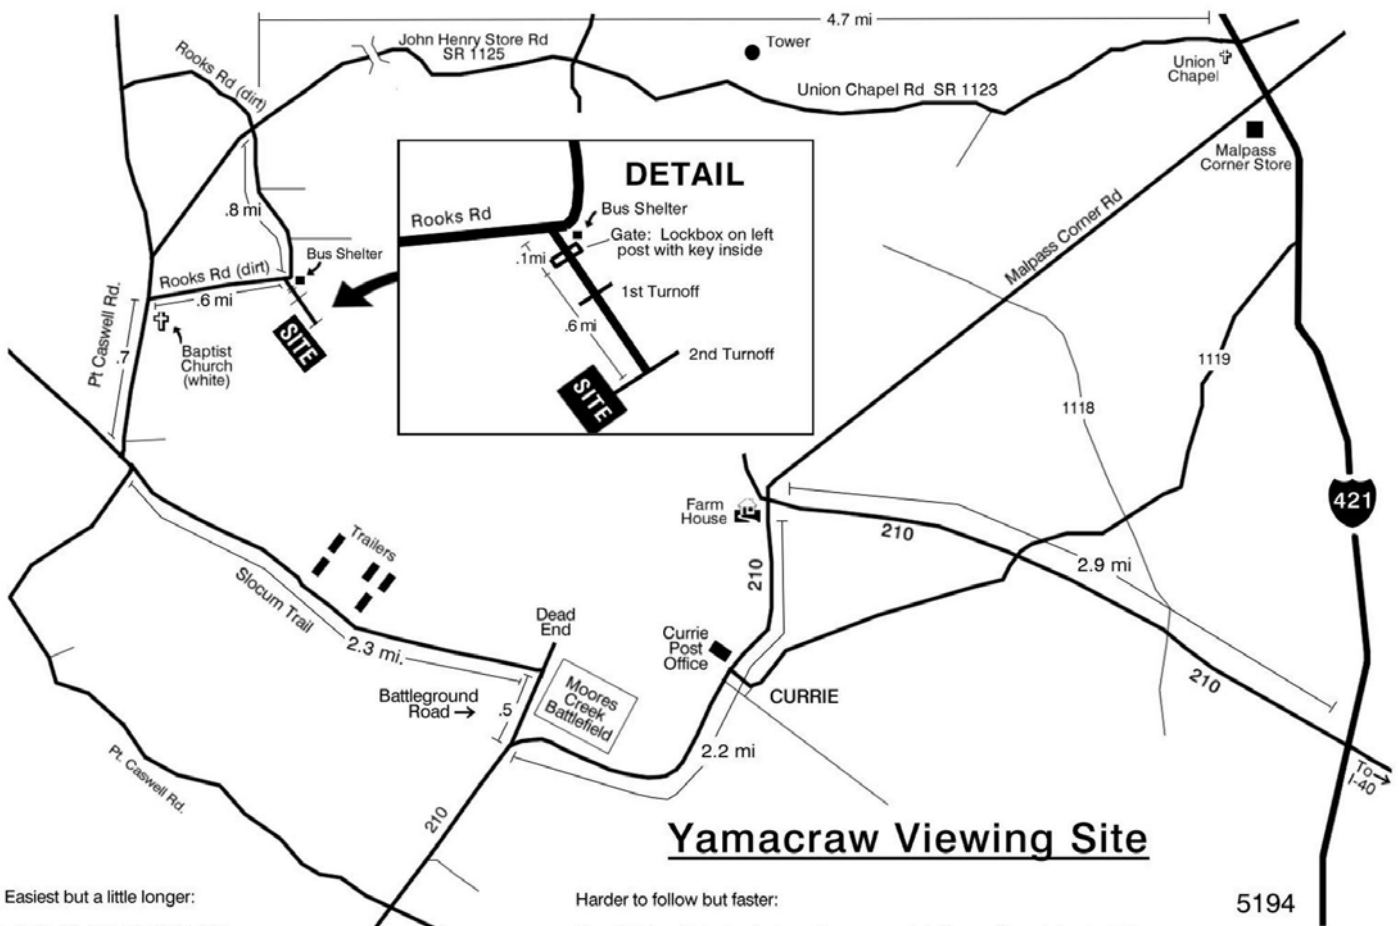 4.7 mi
John Henry Store Rd
SR 1125
Tower
Rooks Rd (dirt)
Union
Chapel
Union Chapel Rd SR 1123
Malpass
Corner Store
DETAIL
Rooks Rd
Bus Shelter
Gate: Lockbox on left
post with key inside
.1mi
1st Turnoff
.6 mi
2nd Turnoff
SITE
.8 mi
Bus Shelter
Rooks Rd (dirt)
.6 mi
SITE
Pt Caswell Rd.
.7
Baptist
Church
(white)
Malpass Corner Rd
1119
1118
421
Farm
House
210
2.9 mi
210
210
Trailers
Slocum Trail
2.3 mi.
Dead
End
Currie
Post
Office
CURRIE
Battleground
Road
.5
Moores
Creek
Battlefield
2.2 mi
Pt. Caswell Rd.
210
To
I-40
Yamacraw Viewing Site
Easiest but a little longer:
Harder to follow but faster:
5194